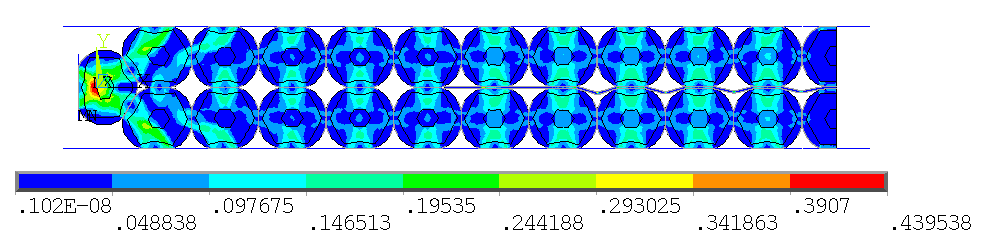 Y
X
.102E-08 .097675 .19535 .293025 .3907
.048838 .146513 .244188 .341863 .439538